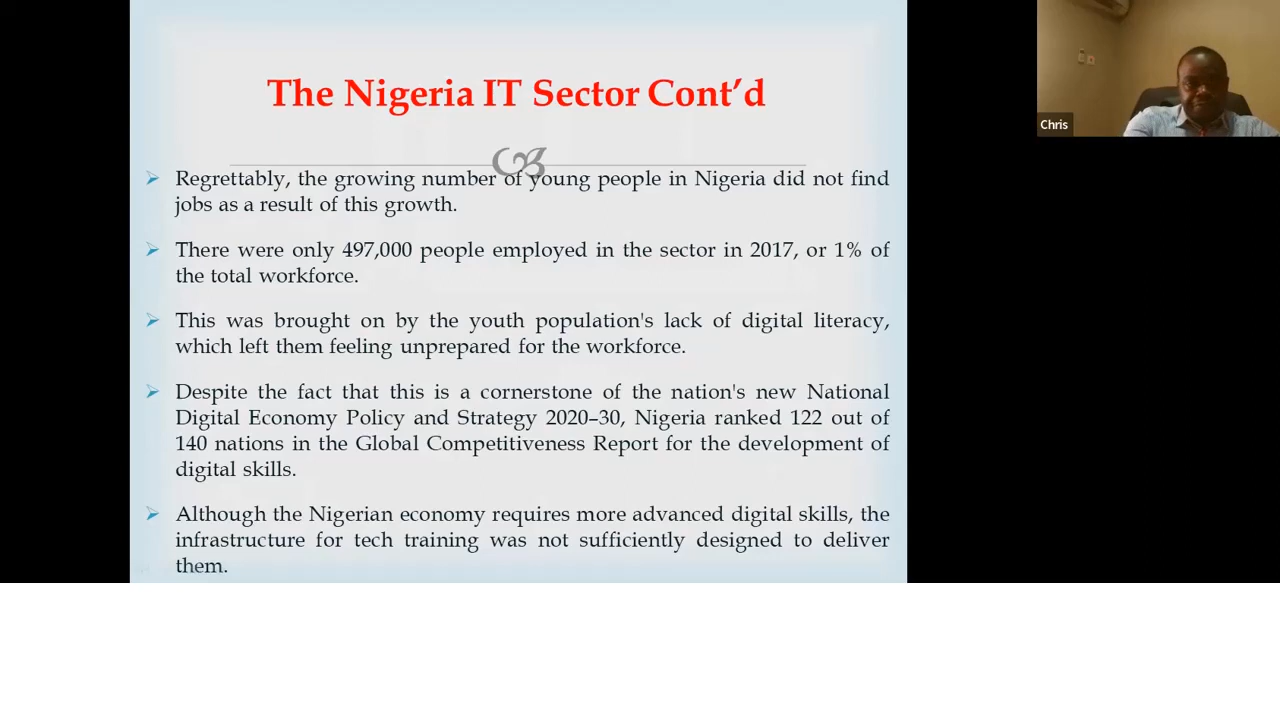 The Nigeria IT Sector Cont’d
Regrettably, the growing number of young people in Nigeria did not find
jobs as a result of this growth.
There were only 497,000 people employed in the sector in 2017, or 1% of
the total workforce.
This was brought on by the youth population's lack of digital literacy,
which left them feeling unprepared for the workforce.
Despite the fact that this is a cornerstone of the nation's new National
Digital Economy Policy and Strategy 2020–30, Nigeria ranked 122 out of
140 nations in the Global Competitiveness Report for the development of
digital skills.
Although the Nigerian economy requires more advanced digital skills, the
infrastructure for tech training was not sufficiently designed to deliver
them.
Chris